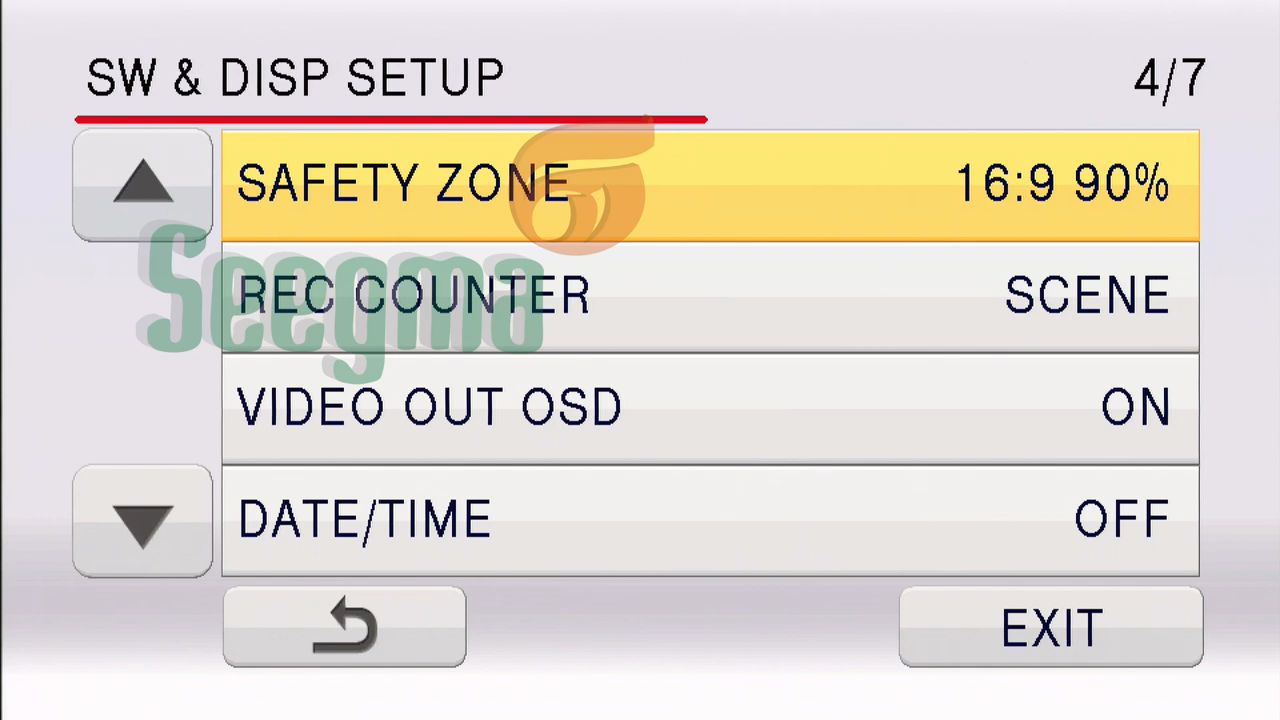 SW & DISP SETUP 4/7
SAFETY ZONE 16:9 90%
Seegma
REC COUNTER SCENE
VIDEO OUT OSD ON
DATE/TIME OFF
EXIT